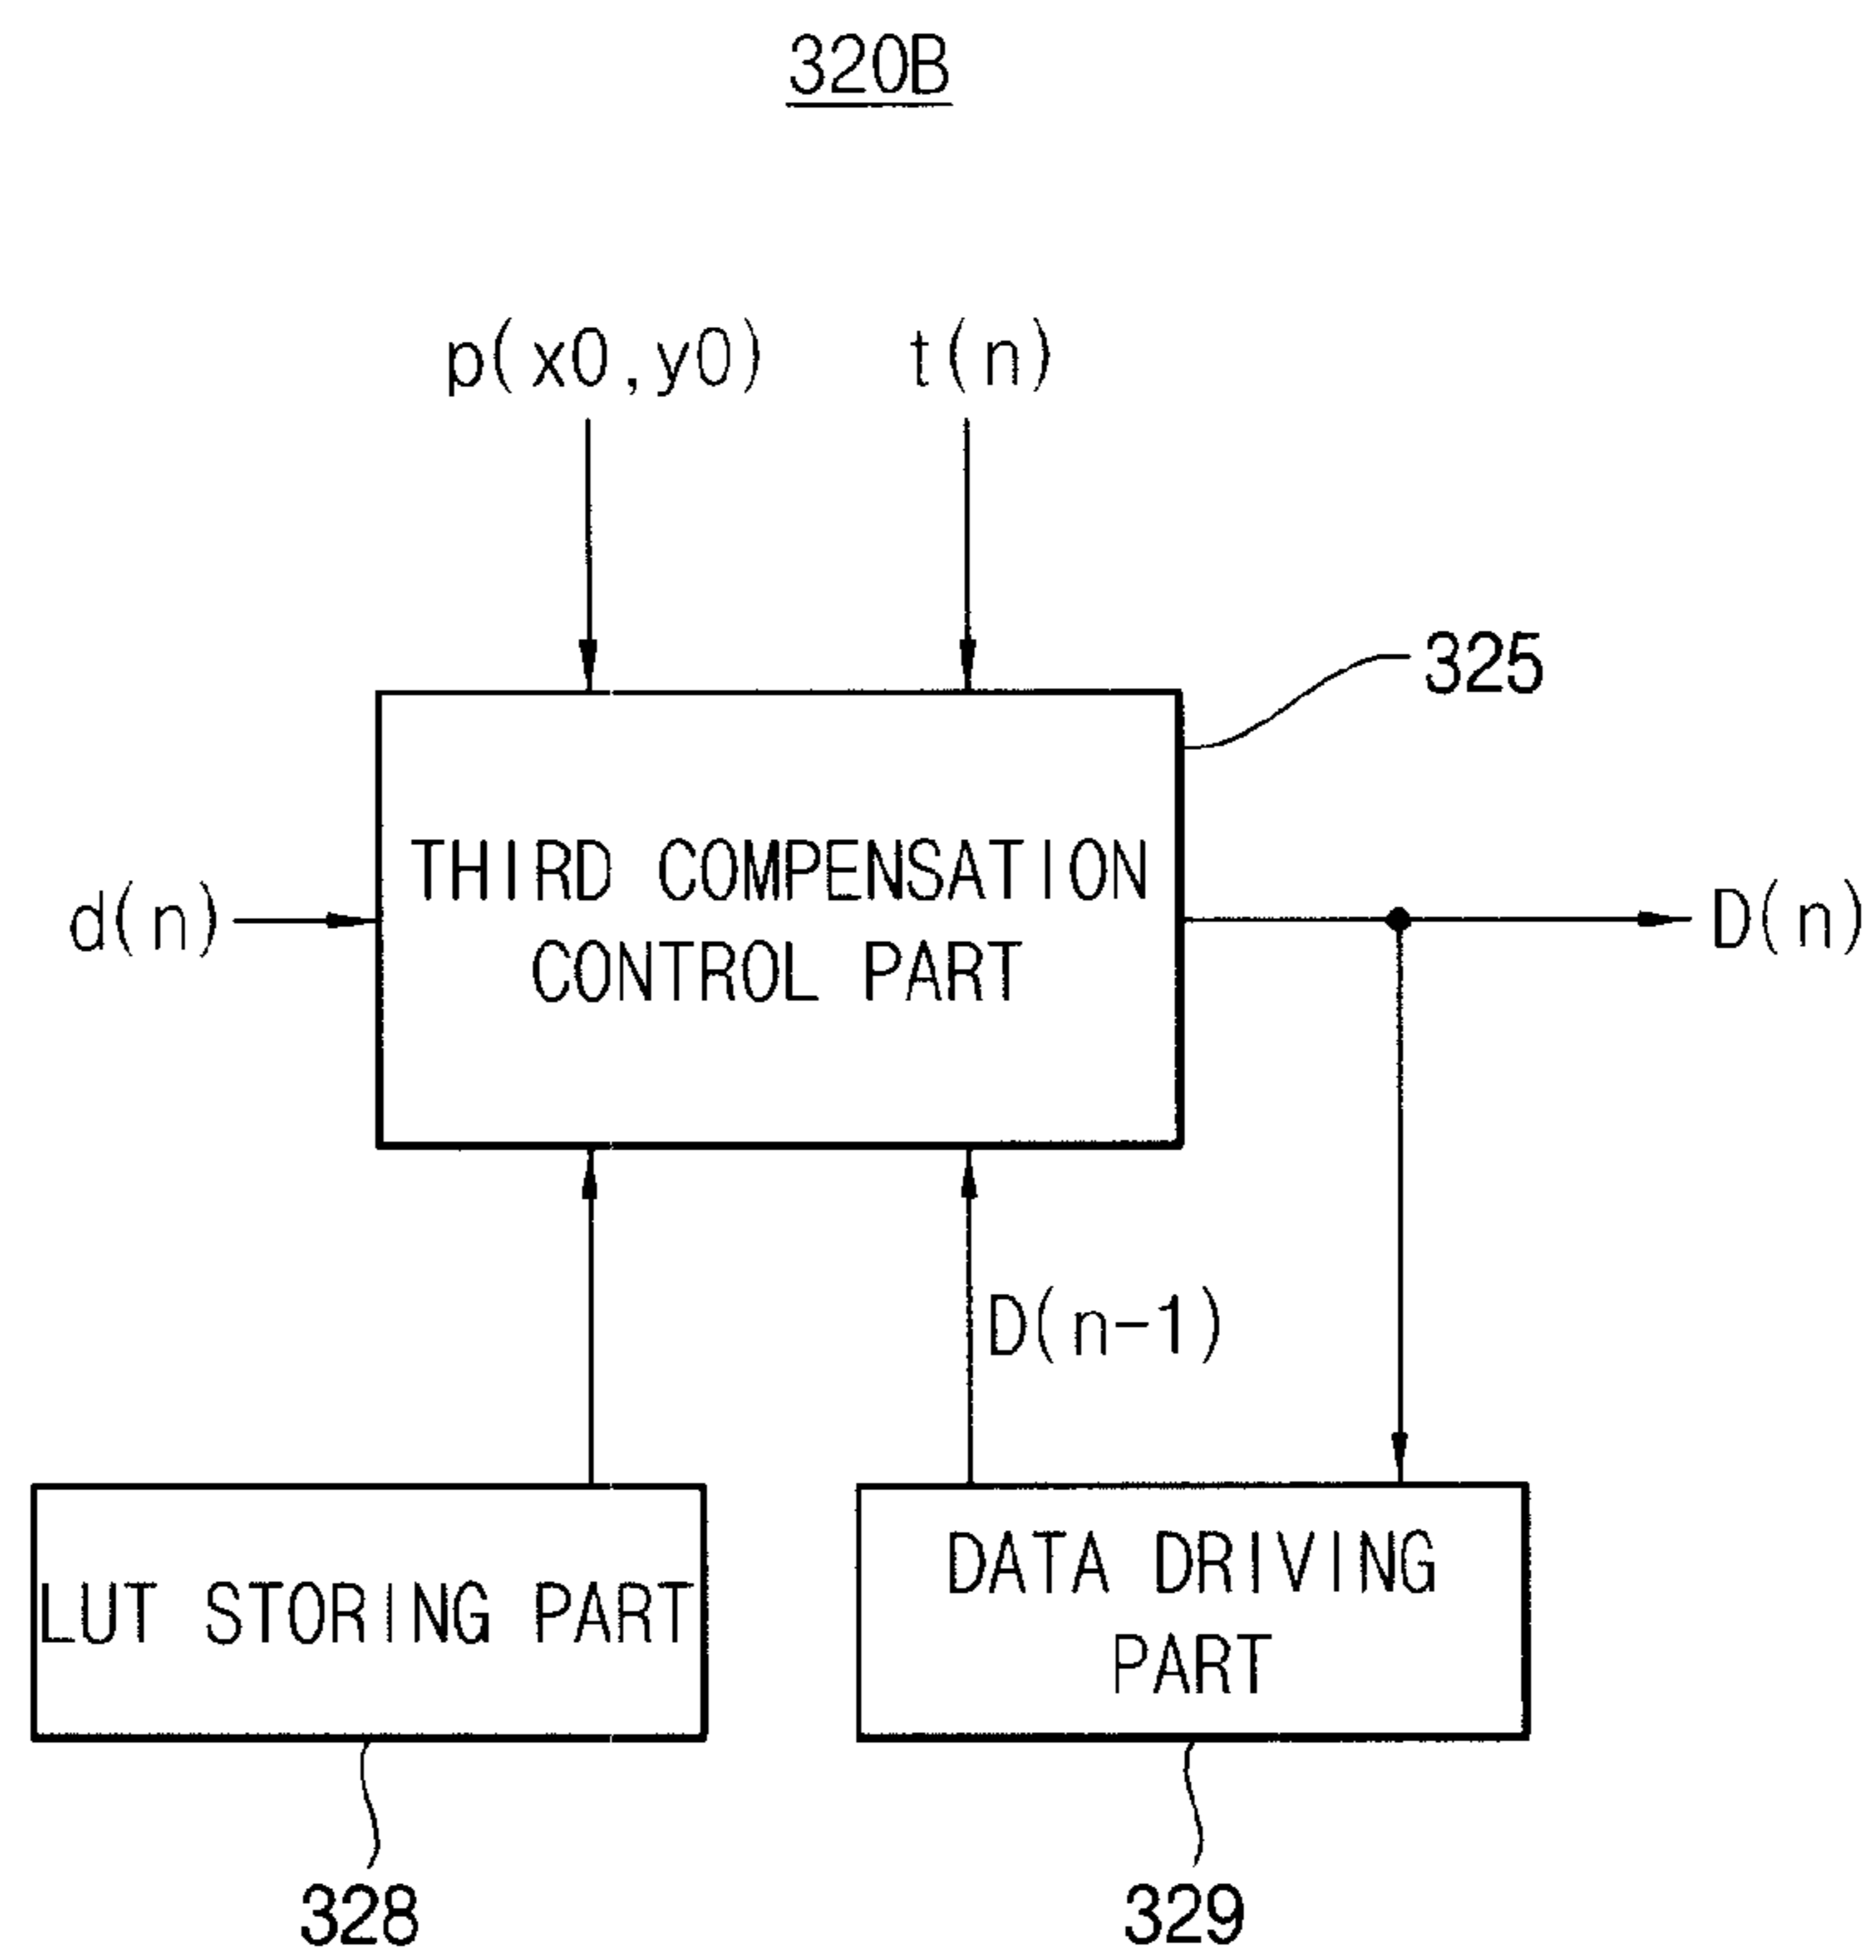 320B
p(x0,y0)
t(n)
325
THIRD COMPENSATION
CONTROL PART
d(n)
D(n)
D(n-1)
LUT STORING PART
DATA DRIVING
PART
328
329